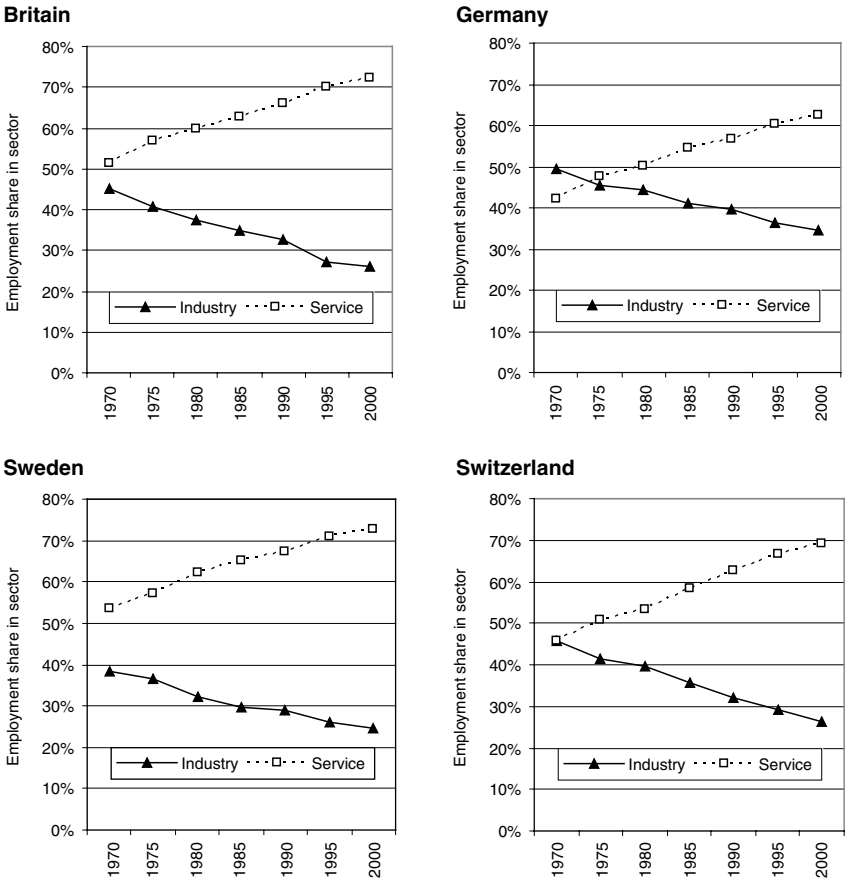 Britain
80%
70%
60%
50%
40%
30%
20%
10%
0%
Employment share in sector
Industry Service
1970 1975 1980 1985 1990 1995 2000
Germany
80%
70%
60%
50%
40%
30%
20%
10%
0%
Employment share in sector
Industry Service
1970 1975 1980 1985 1990 1995 2000
Sweden
80%
70%
60%
50%
40%
30%
20%
10%
0%
Employment share in sector
Industry Service
1970 1975 1980 1985 1990 1995 2000
Switzerland
80%
70%
60%
50%
40%
30%
20%
10%
0%
Employment share in sector
Industry Service
1970 1975 1980 1985 1990 1995 2000